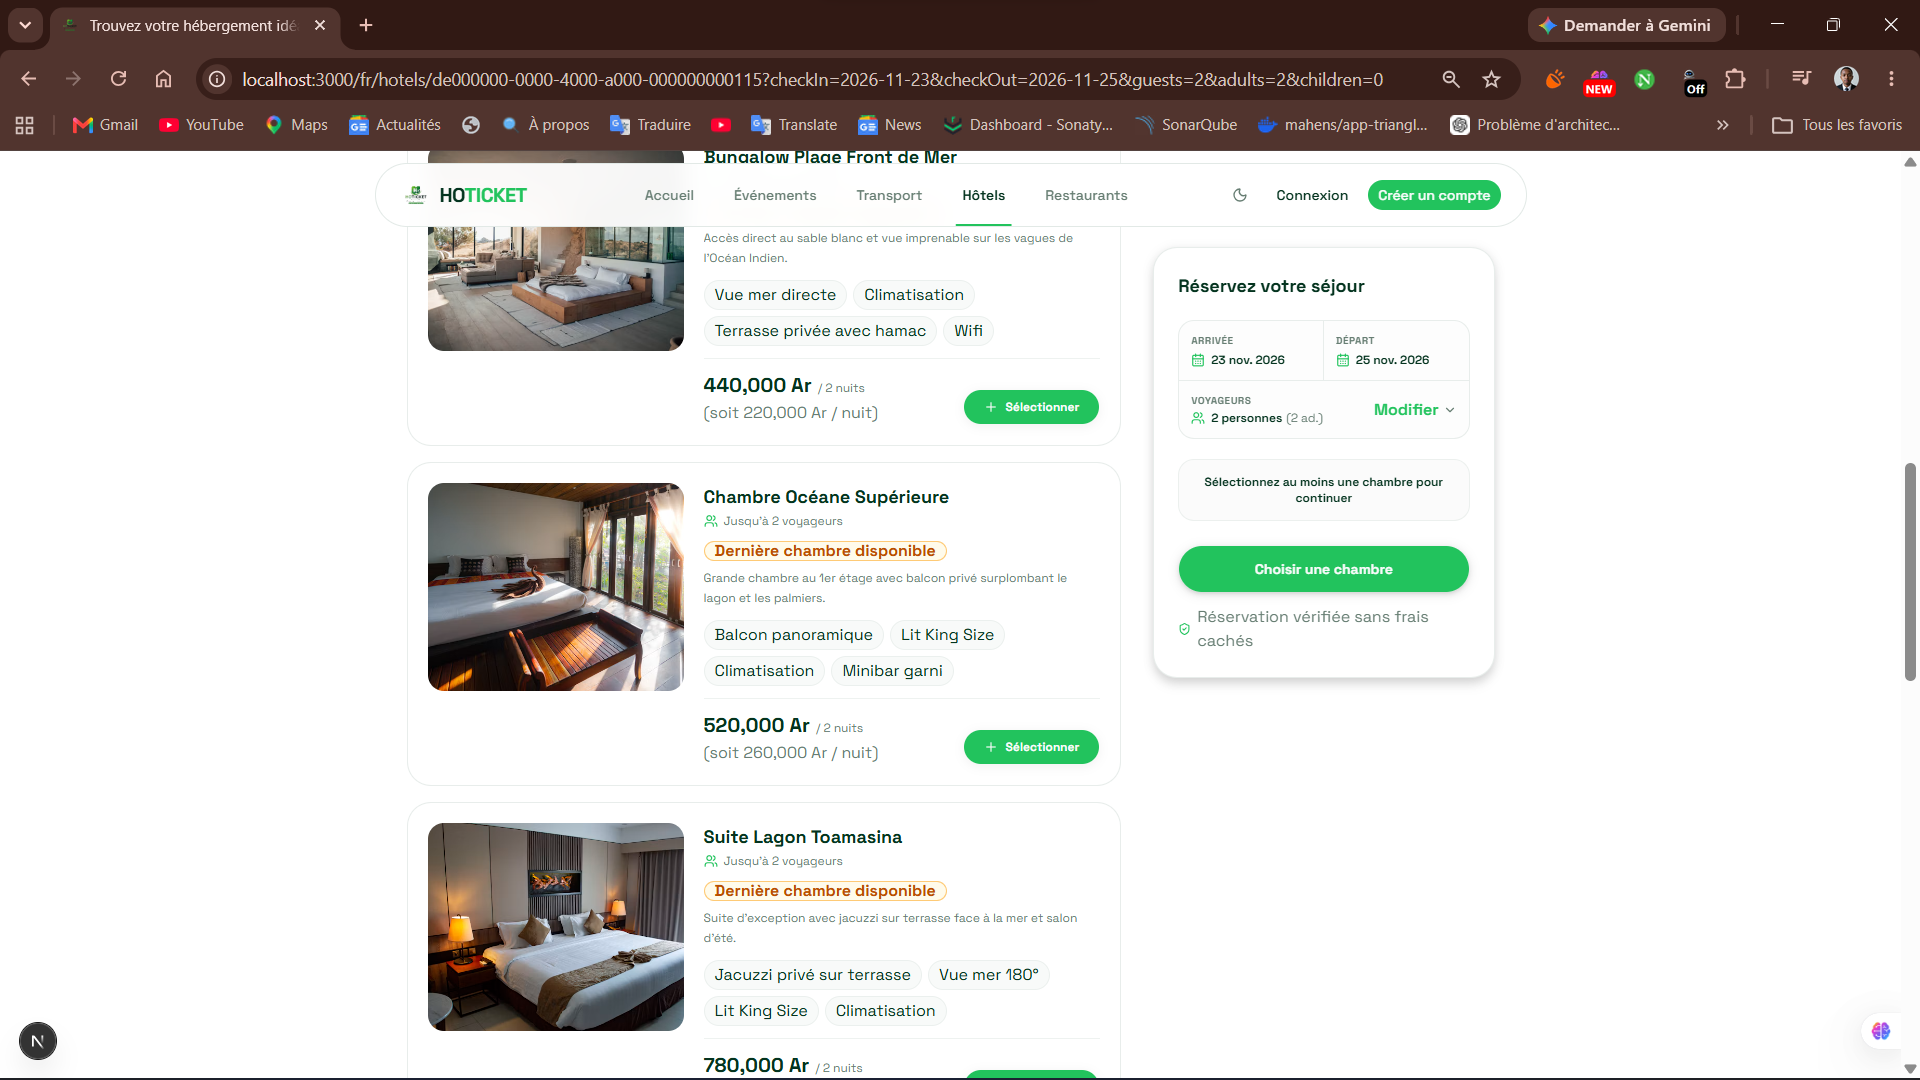 Trouvez votre hébergement idé
Demander à Gemini
localhost:3000/fr/hotels/de000000-0000-4000-a000-000000000115?checkIn=2026-11-23&checkOut=2026-11-25&guests=2&adults=2&children=0
NEW
N
Off
Gmail
YouTube
Maps
Actualités
À propos
Traduire
Translate
News
Dashboard - Sonaty...
SonarQube
mahens/app-triangl...
Problème d'architec...
Tous les favoris
Bungalow Plage Front de Mer
HOTICKET
Accueil
Événements
Transport
Hôtels
Restaurants
Connexion
Créer un compte
Accès direct au sable blanc et vue imprenable sur les vagues de
l'Océan Indien.
Vue mer directe
Climatisation
Terrasse privée avec hamac
Wifi
440,000 Ar / 2 nuits
(soit 220,000 Ar / nuit)
+ Sélectionner
Chambre Océane Supérieure
Jusqu'à 2 voyageurs
Dernière chambre disponible
Grande chambre au 1er étage avec balcon privé surplombant le
lagon et les palmiers.
Balcon panoramique
Lit King Size
Climatisation
Minibar garni
520,000 Ar / 2 nuits
(soit 260,000 Ar / nuit)
+ Sélectionner
Suite Lagon Toamasina
Jusqu'à 2 voyageurs
Dernière chambre disponible
Suite d'exception avec jacuzzi sur terrasse face à la mer et salon
d'été.
Jacuzzi privé sur terrasse
Vue mer 180°
Lit King Size
Climatisation
780,000 Ar / 2 nuits
Réservez votre séjour
ARRIVÉE
23 nov. 2026
DÉPART
25 nov. 2026
VOYAGEURS
2 personnes (2 ad.)
Modifier
Sélectionnez au moins une chambre pour
continuer
Choisir une chambre
Réservation vérifiée sans frais
cachés
N